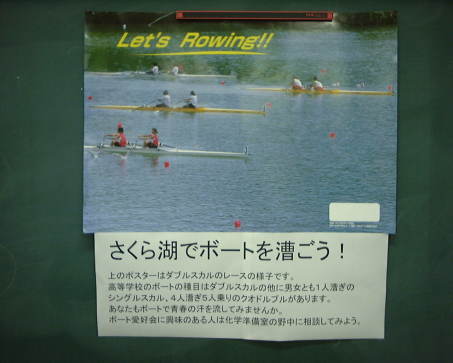 Let's Rowing!!
さくら湖でボートを漕ごう！
上のポスターはダブルスカルのレースの様子です。
高等学校のボートの種目はダブルスカルの他に男女とも１人漕ぎの
シングルスカル、４人漕ぎ５人乗りのクオドルプルがあります。
あなたもボートで青春の汗を流してみませんか。
ボート愛好会に興味のある人は化学準備室の野中に相談してみよう。